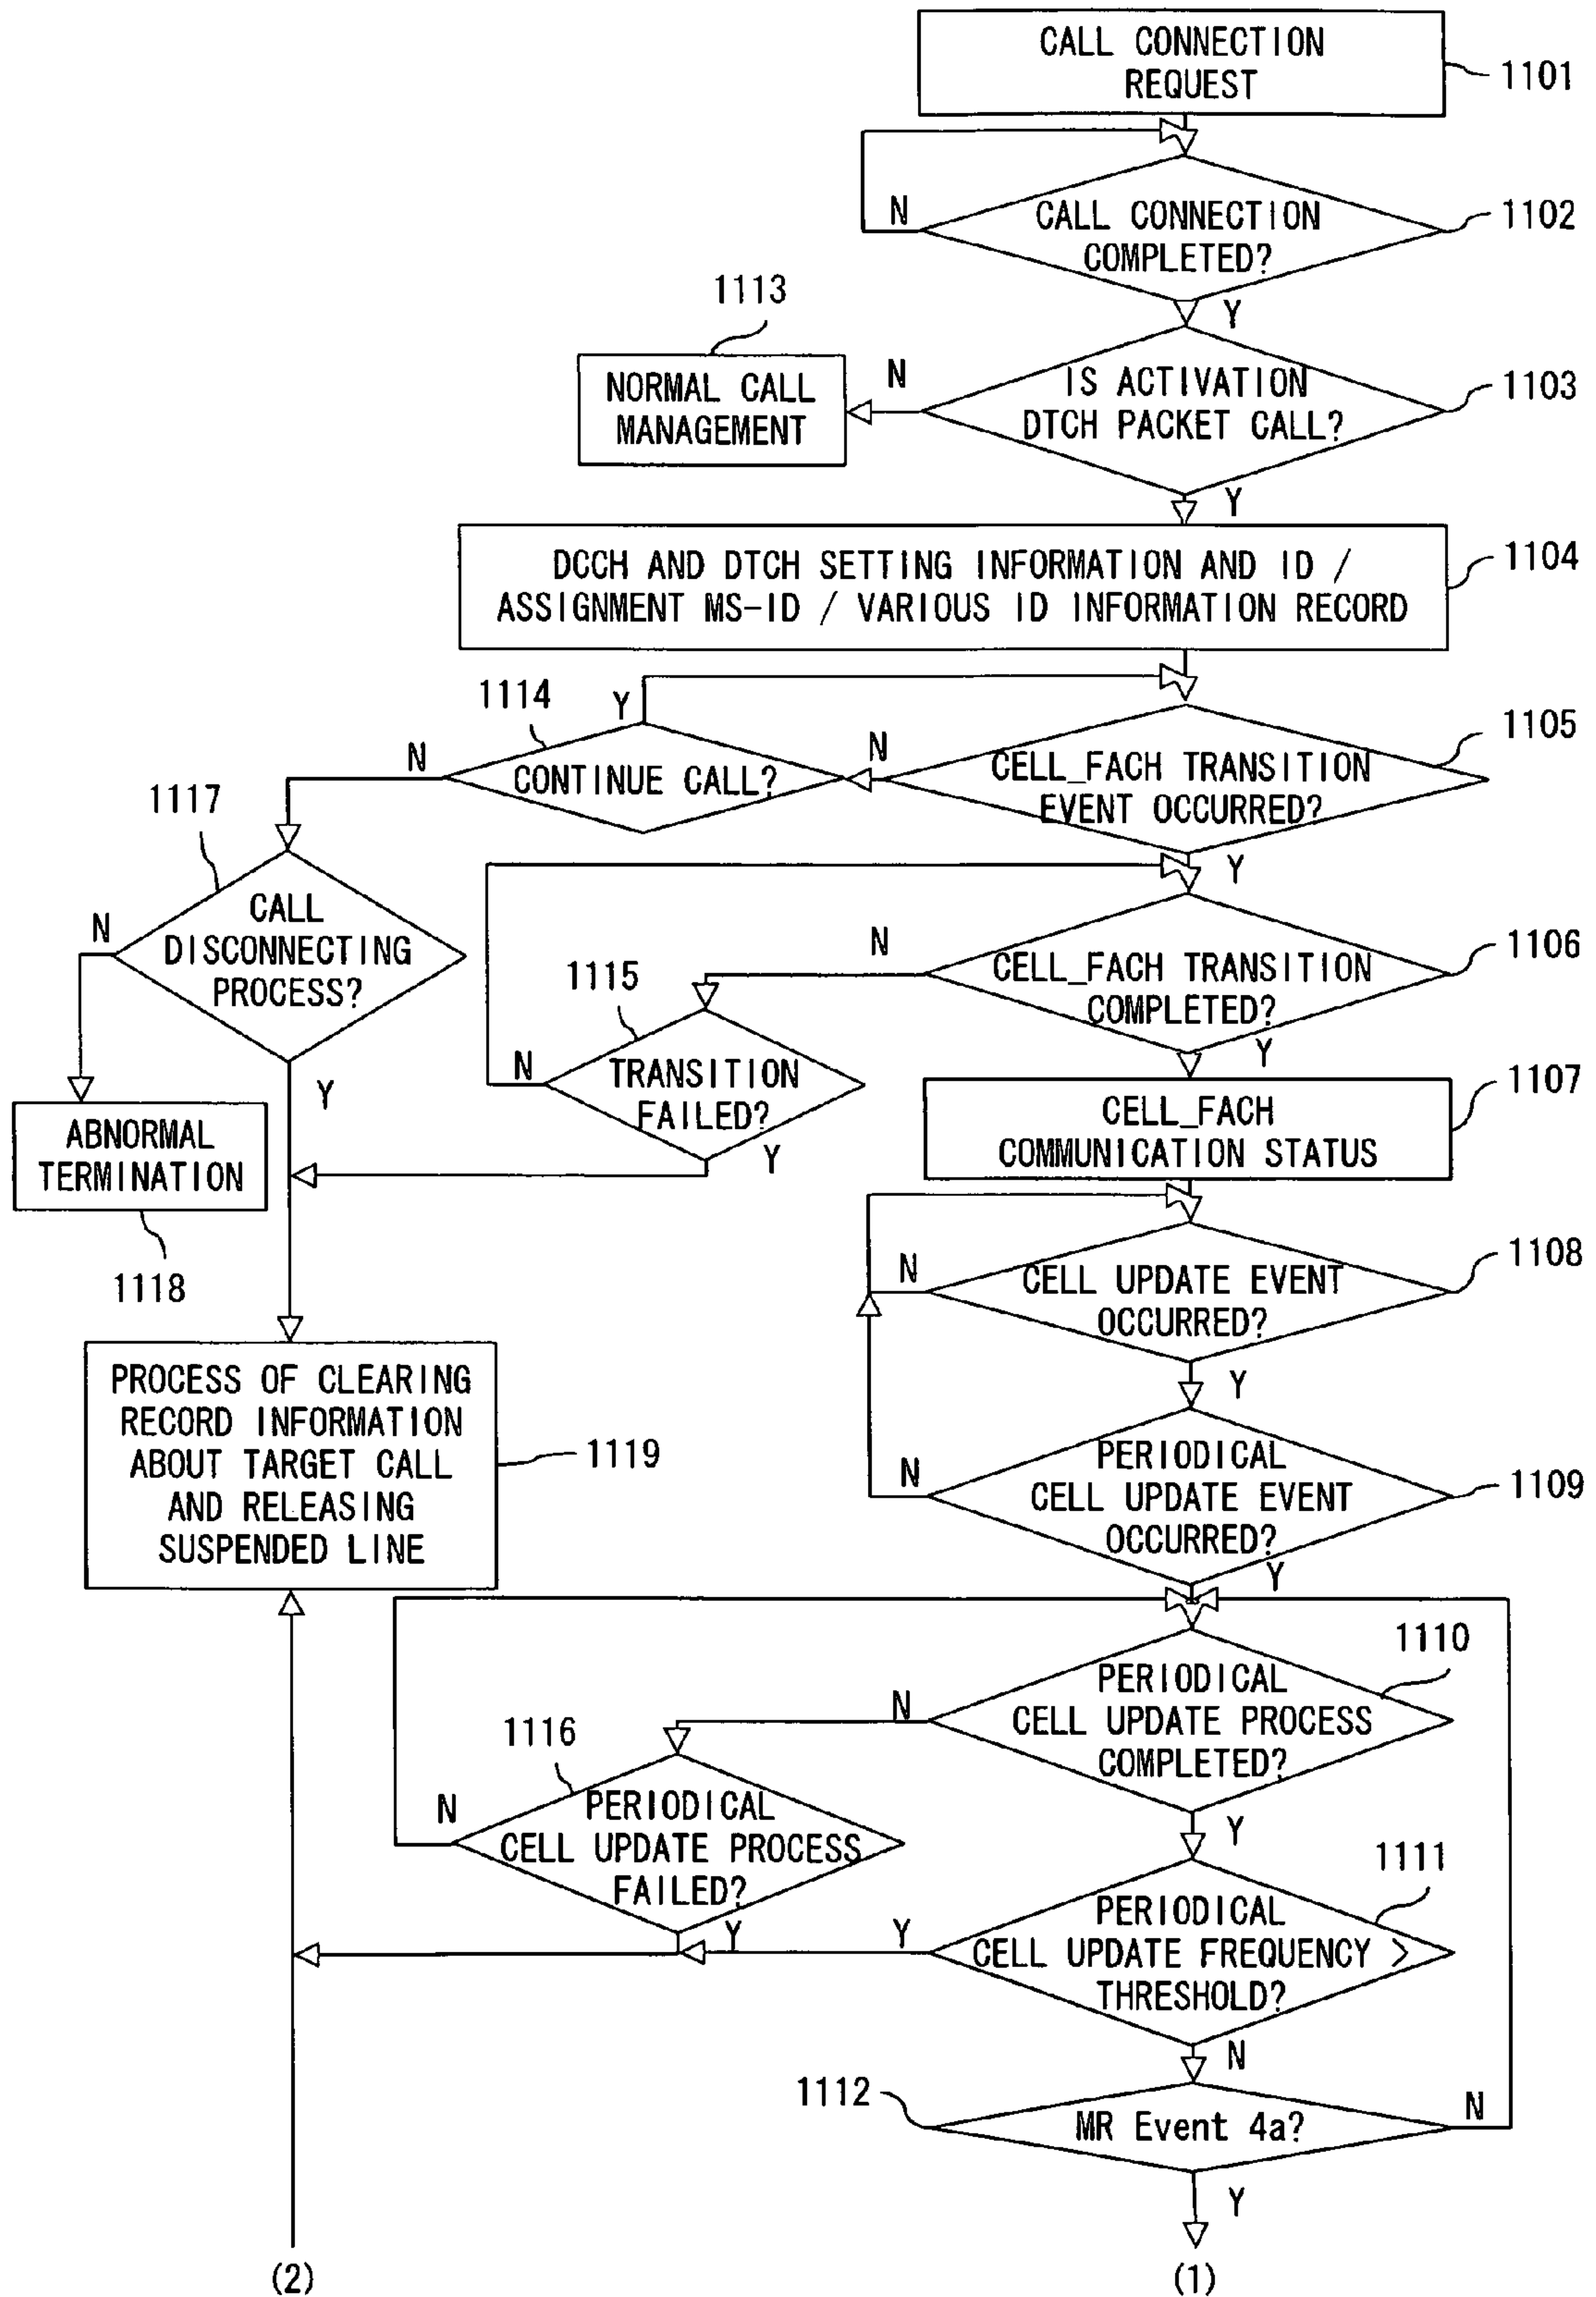 CALL CONNECTION
REQUEST
1101
N
CALL CONNECTION
COMPLETED?
1102
Y
1113
NORMAL CALL
MANAGEMENT
N
IS ACTIVATION
DTCH PACKET CALL?
1103
Y
DCCH AND DTCH SETTING INFORMATION AND ID /
ASSIGNMENT MS-ID / VARIOUS ID INFORMATION RECORD
1104
1114
Y
N
CONTINUE CALL?
N
CELL_FACH TRANSITION
EVENT OCCURRED?
1105
Y
1117
CALL
DISCONNECTING
PROCESS?
N
Y
1115
N
CELL_FACH TRANSITION
COMPLETED?
1106
Y
N
TRANSITION
FAILED?
Y
ABNORMAL
TERMINATION
1118
CELL_FACH
COMMUNICATION STATUS
1107
N
CELL UPDATE EVENT
OCCURRED?
1108
Y
PROCESS OF CLEARING
RECORD INFORMATION
ABOUT TARGET CALL
AND RELEASING
SUSPENDED LINE
1119
N
PERIODICAL
CELL UPDATE EVENT
OCCURRED?
1109
Y
1110
N
PERIODICAL
CELL UPDATE PROCESS
COMPLETED?
Y
1116
N
PERIODICAL
CELL UPDATE PROCESS
FAILED?
Y
1111
Y
PERIODICAL
CELL UPDATE FREQUENCY >
THRESHOLD?
N
1112
MR Event 4a?
N
Y
(2)
(1)